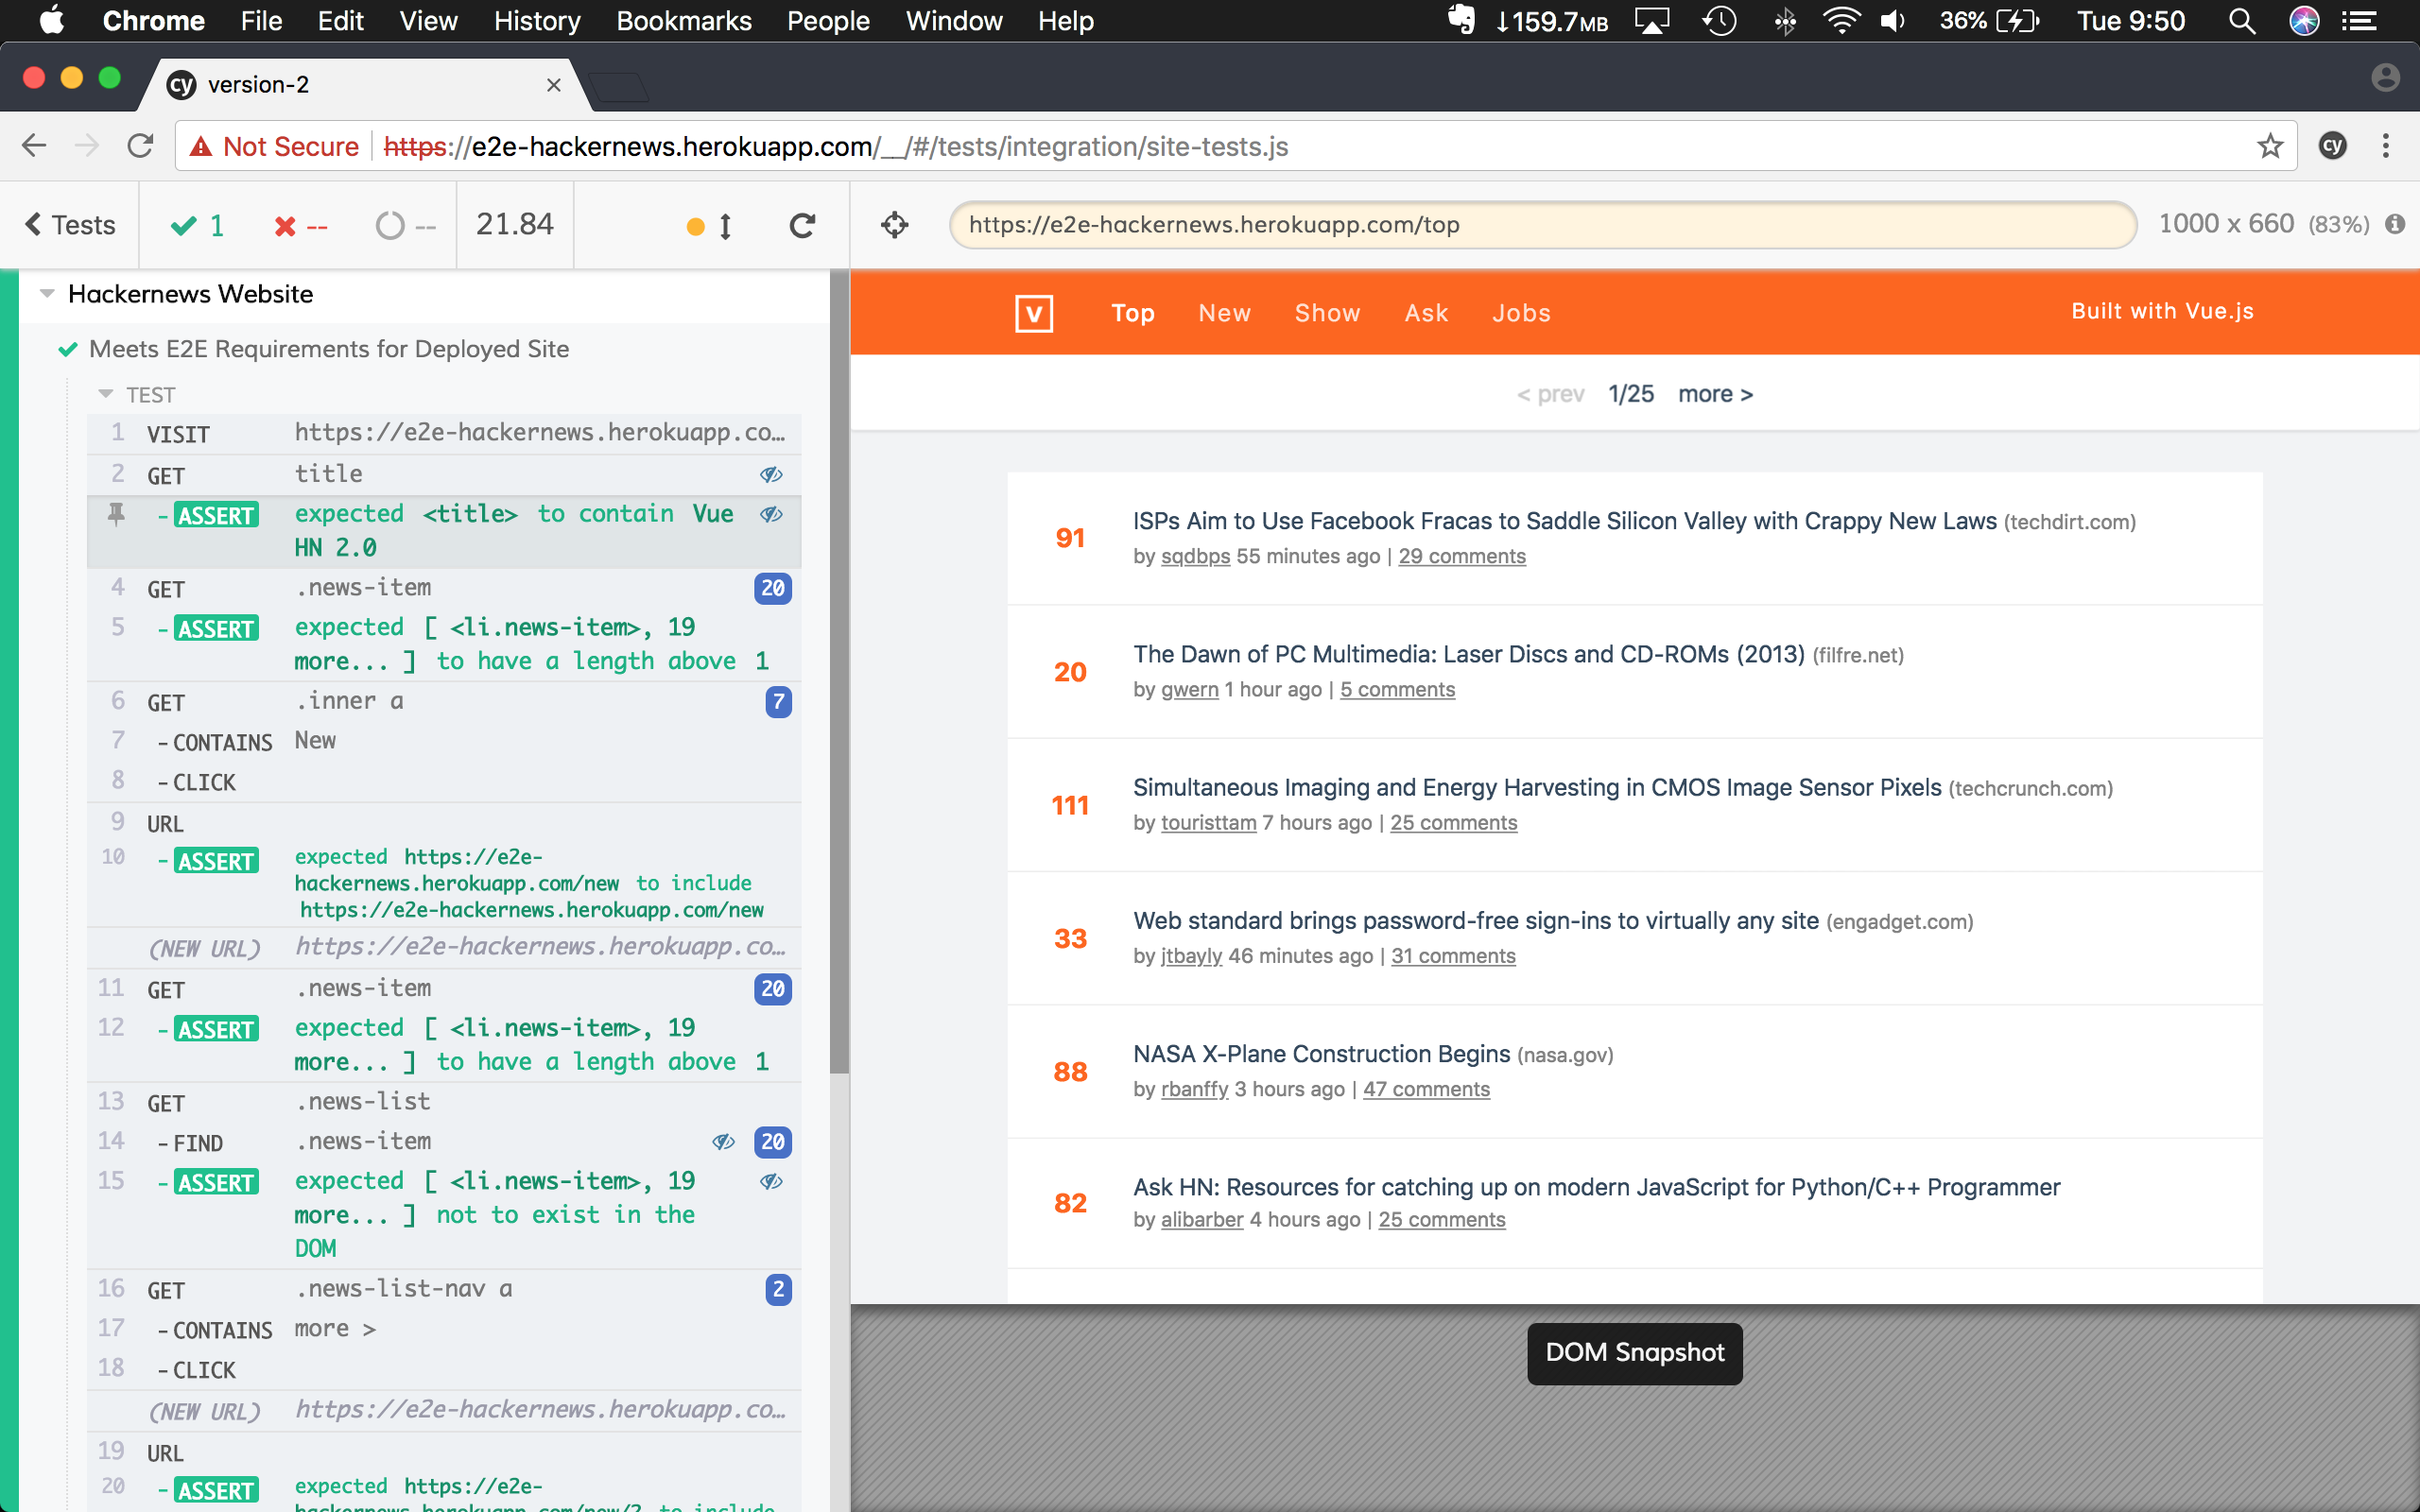 Chrome File Edit View History Bookmarks People Window Help ↓159.7MB 36% Tue 9:50
cy version-2
Not Secure https://e2e-hackernews.herokuapp.com/__/#/tests/integration/site-tests.js cy
Tests 1 -- -- 21.84 https://e2e-hackernews.herokuapp.com/top 1000 x 660 (83%)
Hackernews Website
Meets E2E Requirements for Deployed Site
TEST
1 VISIT https://e2e-hackernews.herokuapp.co...
2 GET title
- ASSERT expected <title> to contain Vue
HN 2.0
4 GET .news-item 20
5 - ASSERT expected [ <li.news-item>, 19
more... ] to have a length above 1
6 GET .inner a 7
7 - CONTAINS New
8 - CLICK
9 URL
10 - ASSERT expected https://e2e-
hackernews.herokuapp.com/new to include
https://e2e-hackernews.herokuapp.com/new
(NEW URL) https://e2e-hackernews.herokuapp.co...
11 GET .news-item 20
12 - ASSERT expected [ <li.news-item>, 19
more... ] to have a length above 1
13 GET .news-list
14 - FIND .news-item 20
15 - ASSERT expected [ <li.news-item>, 19
more... ] not to exist in the
DOM
16 GET .news-list-nav a 2
17 - CONTAINS more >
18 - CLICK
(NEW URL) https://e2e-hackernews.herokuapp.co...
19 URL
20 - ASSERT expected https://e2e-
hackernews.herokuapp.com/new/2 to include
V Top New Show Ask Jobs Built with Vue.js
< prev 1/25 more >
91 ISPs Aim to Use Facebook Fracas to Saddle Silicon Valley with Crappy New Laws (techdirt.com)
by sqdbps 55 minutes ago | 29 comments
20 The Dawn of PC Multimedia: Laser Discs and CD-ROMs (2013) (filfre.net)
by gwern 1 hour ago | 5 comments
111 Simultaneous Imaging and Energy Harvesting in CMOS Image Sensor Pixels (techcrunch.com)
by touristtam 7 hours ago | 25 comments
33 Web standard brings password-free sign-ins to virtually any site (engadget.com)
by jtbayly 46 minutes ago | 31 comments
88 NASA X-Plane Construction Begins (nasa.gov)
by rbanffy 3 hours ago | 47 comments
82 Ask HN: Resources for catching up on modern JavaScript for Python/C++ Programmer
by alibarber 4 hours ago | 25 comments
DOM Snapshot